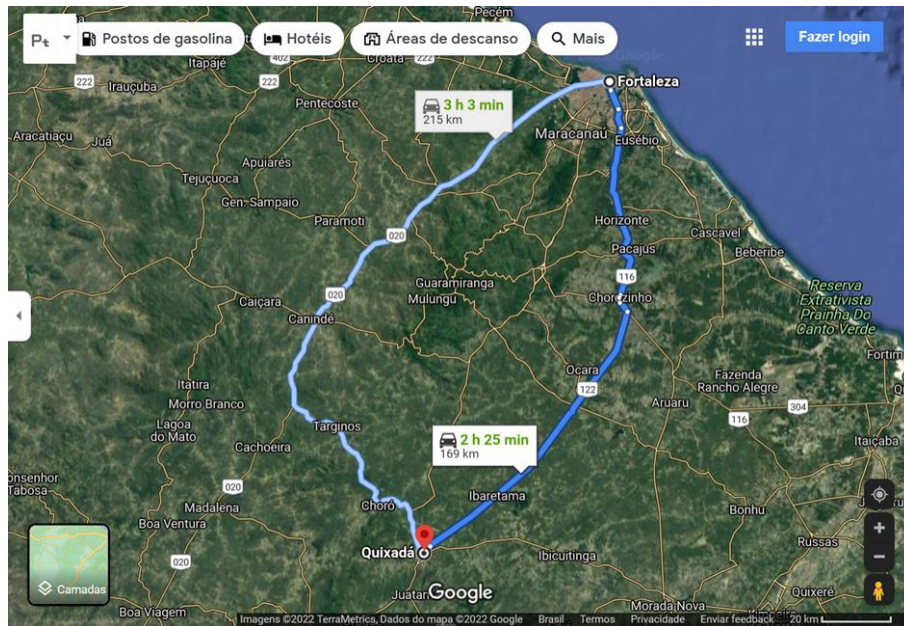 Pecém
Pt
Postos de gasolina
Hotéis
Áreas de descanso
Mais
Fazer login
Croatá
402
222
222
222
Itapajé
Irauçuba
Pentecoste
Fortaleza
3 h 3 min
215 km
Aracatiaçu
Juá
Maracanaú
Eusébio
Apuiarés
Tejuçuoca
Gen. Sampaio
Paramoti
Horizonte
Cascavel
020
Pacajus
Beberibe
116
Guaramiranga
Mulungú
Reserva
Extrativista
Prainha Do
Canto Verde
Caiçara
020
Chorozinho
Canindé
Fortim
Ocara
Fazenda
Rancho Alegre
Itatira
122
Morro Branco
Aruaru
304
116
Lagoa
do Mato
Targinos
2 h 25 min
169 km
Itaiçaba
Cachoeira
Tabosa
020
Ibaretama
Madalena
Choró
Bonhú
Boa Ventura
Quixadá
Russas
Ibicuitinga
020
Camadas
Google
Quixeré
Boa Viagem
Morada Nova
Imagens ©2022 TerraMetrics, Dados do mapa ©2022 Google Brasil Termos Privacidade Enviar feedback 20 km